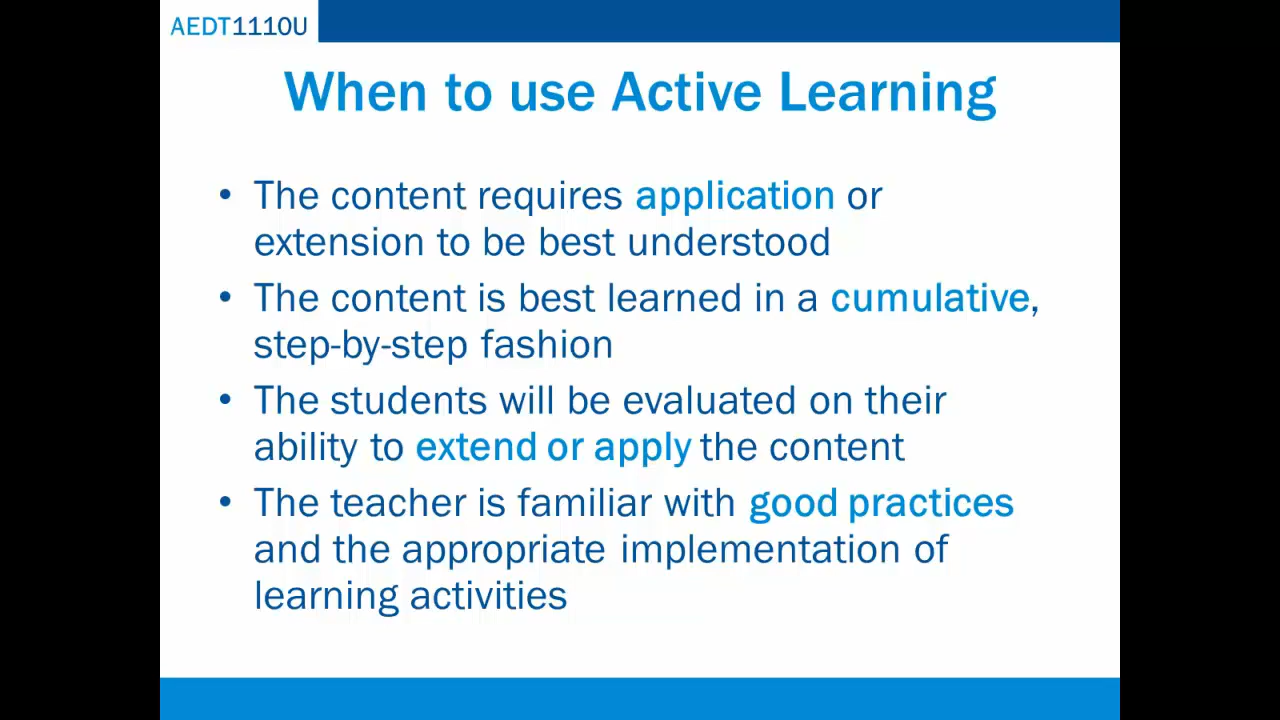 AEDT1110U
When to use Active Learning
• The content requires application or
extension to be best understood
• The content is best learned in a cumulative,
step-by-step fashion
• The students will be evaluated on their
ability to extend or apply the content
• The teacher is familiar with good practices
and the appropriate implementation of
learning activities